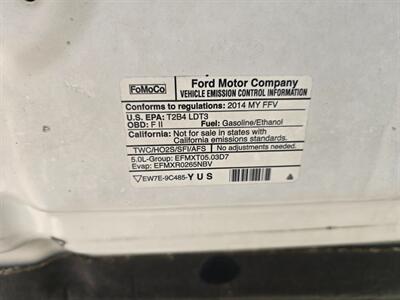 FoMoCo
Ford Motor Company
VEHICLE EMISSION CONTROL INFORMATION
Conforms to regulations: 2014 MY FFV
U.S. EPA: T2B4 LDT3
OBD: F II Fuel: Gasoline/Ethanol
California: Not for sale in states with
California emissions standards.
TWC/HO2S/SFI/AFS No adjustments needed.
5.0L-Group: EFMXT05.03D7
Evap: EFMXR0265NBV
EW7E-9C485-YUS